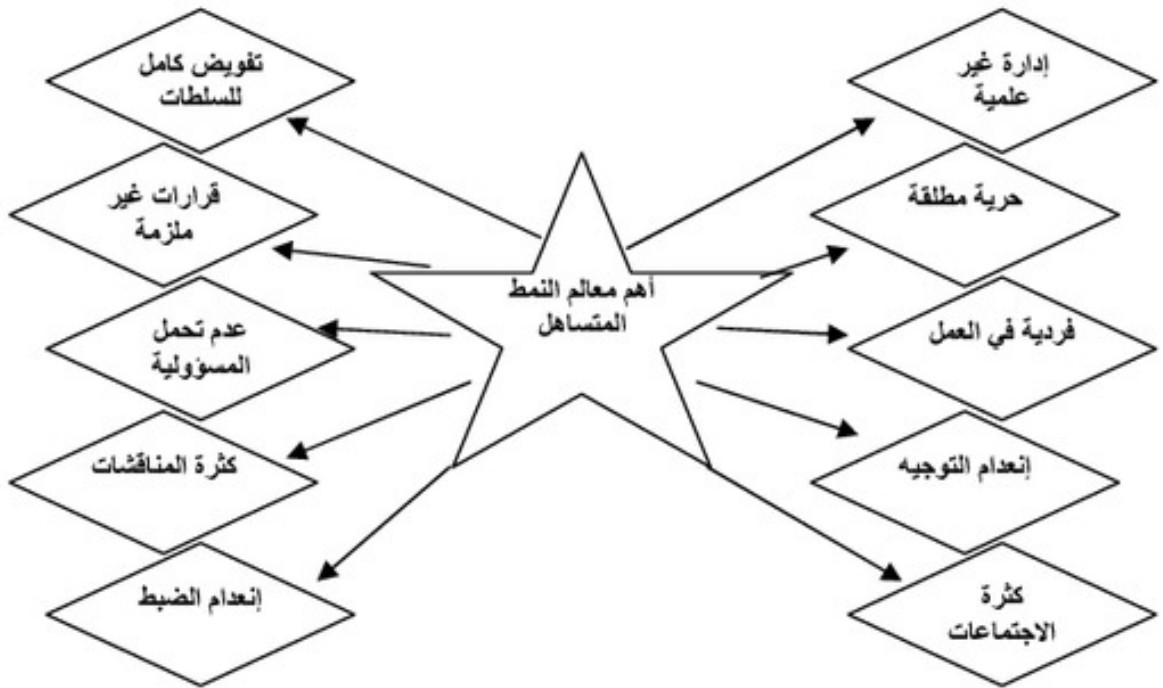 أهم معالم النمط
المتساهل
إدارة غير
علمية
حرية مطلقة
فردية في العمل
إنعدام التوجيه
كثرة
الاجتماعات
تفويض كامل
للسلطات
قرارات غير
ملزمة
عدم تحمل
المسؤولية
كثرة المناقشات
إنعدام الضبط